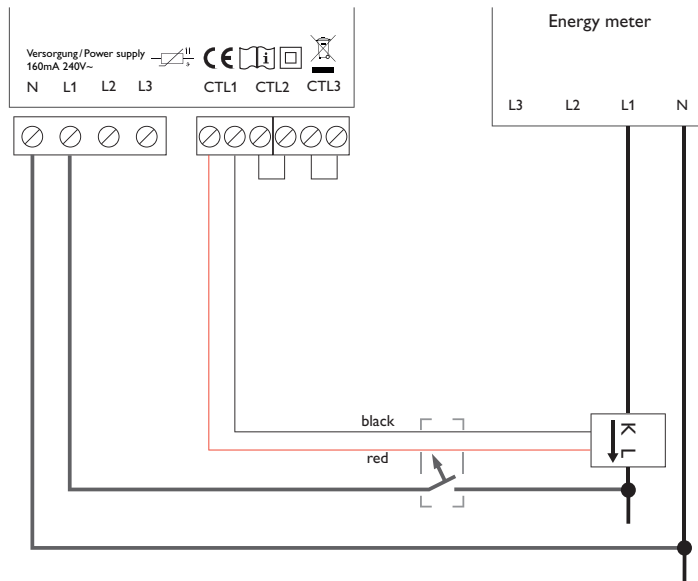 Energy meter
Versorgung/Power supply
160mA 240V~
N L1 L2 L3 CTL1 CTL2 CTL3
L3 L2 L1 N
black
red
K
L